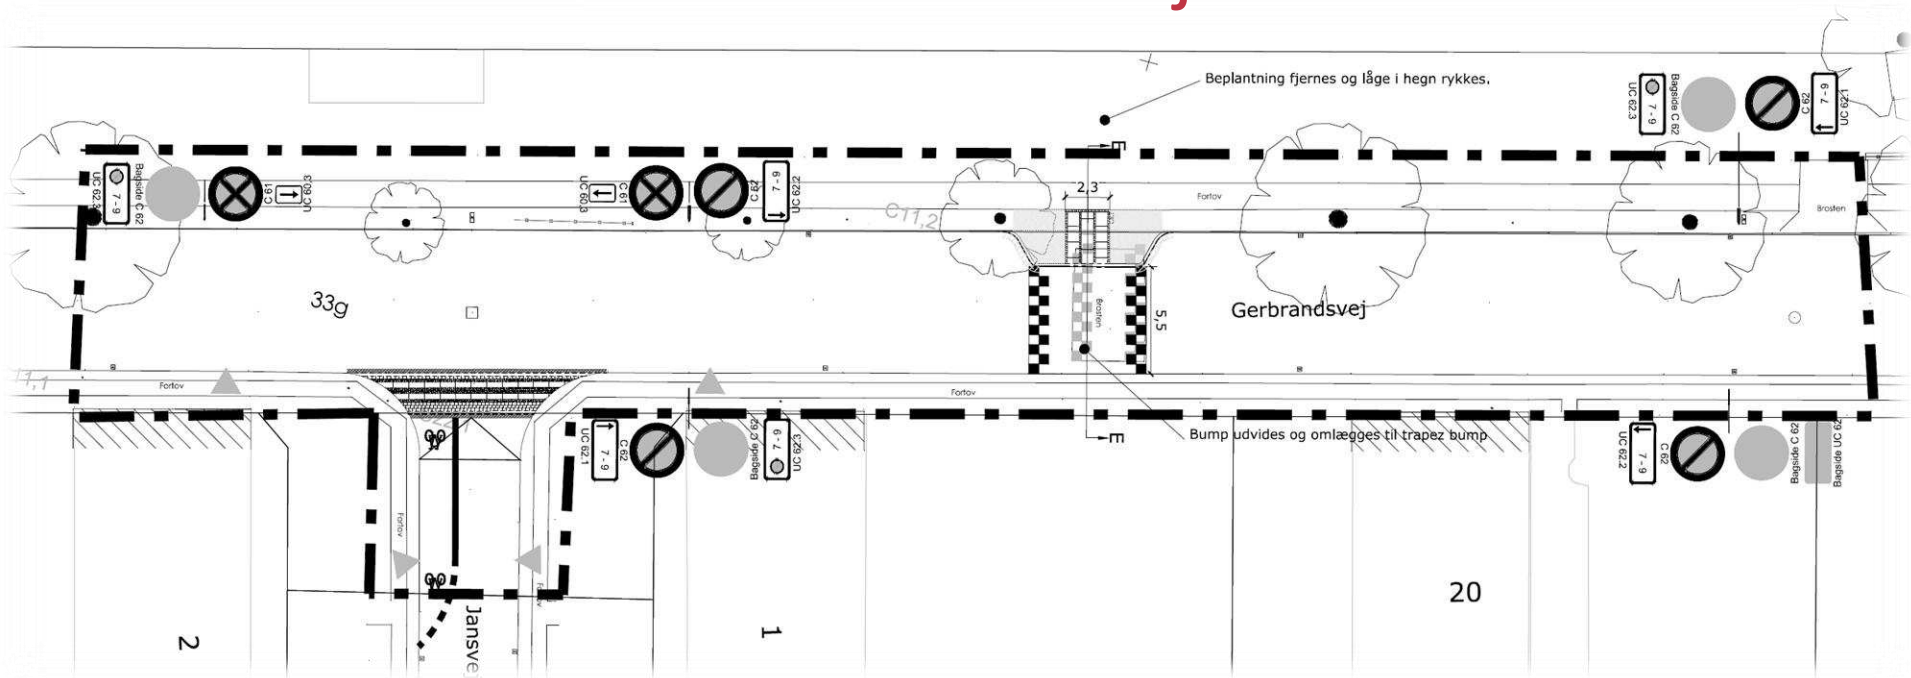 Beplantning fjernes og låge i hegn rykkes.
UC 62.3
7 - 9
Bagside C 62
C 62
7 - 9
UC 62.1
7 - 9
Bagside C 62
C 61
UC 60.3
UC 60.3
C 61
C 62
7 - 9
UC 62.2
E
2,3
Fortov
Brosten
C11,2
33g
Brosten
5,5
Gerbrandsvej
Fortov
Fortov
E
Bump udvides og omlægges til trapez bump
UC 62.1
7 - 9
C 62
Bagside C 62
7 - 9
UC 62.3
UC 62.2
7 - 9
C 62
Bagside C 62
Bagside UC 62
Fortov
Fortov
2
Jansvej
1
20